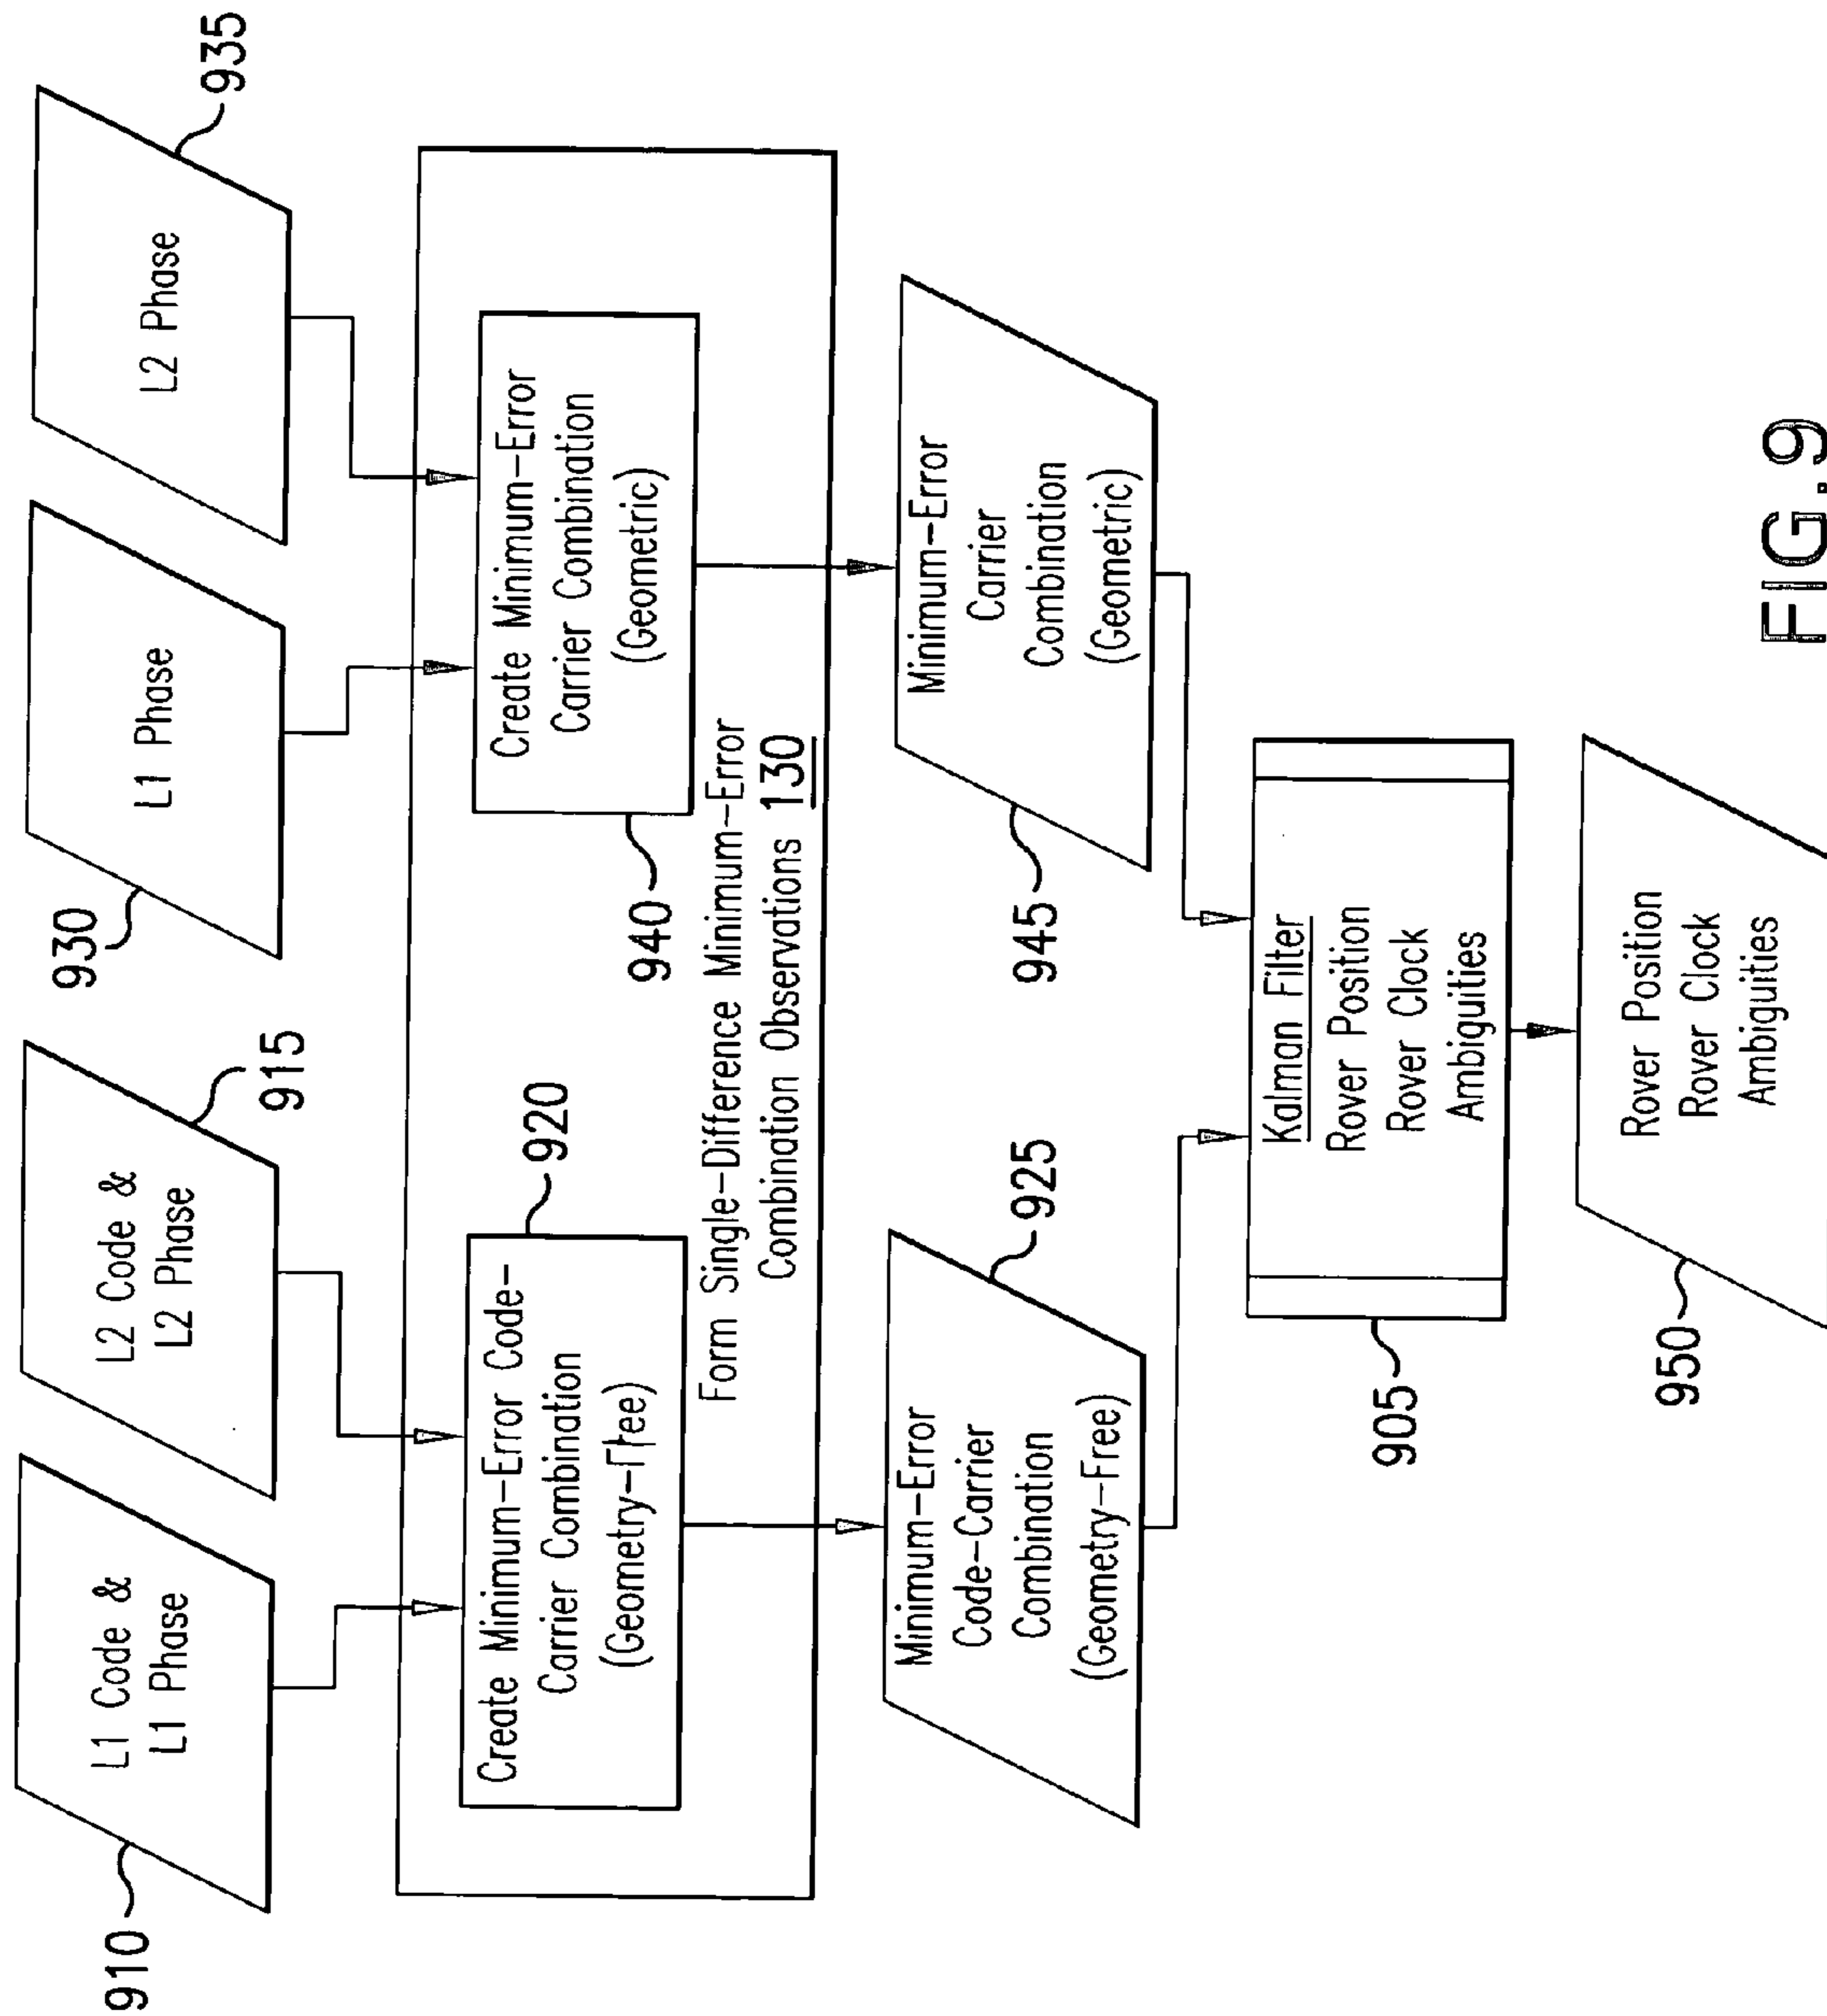 910
L1 Code &
L1 Phase
L2 Code &
L2 Phase
915
930
L1 Phase
L2 Phase
935
920
Create Minimum-Error Code-
Carrier Combination
(Geometry-Free)
Create Minimum-Error
Carrier Combination
(Geometric)
940
Form Single-Difference Minimum-Error
Combination Observations 130
Minimum-Error
Code-Carrier
Combination
(Geometry-Free)
925
945
Minimum-Error
Carrier
Combination
(Geometric)
905
Kalman Filter
Rover Position
Rover Clock
Ambiguities
950
Rover Position
Rover Clock
Ambiguities
FIG.9